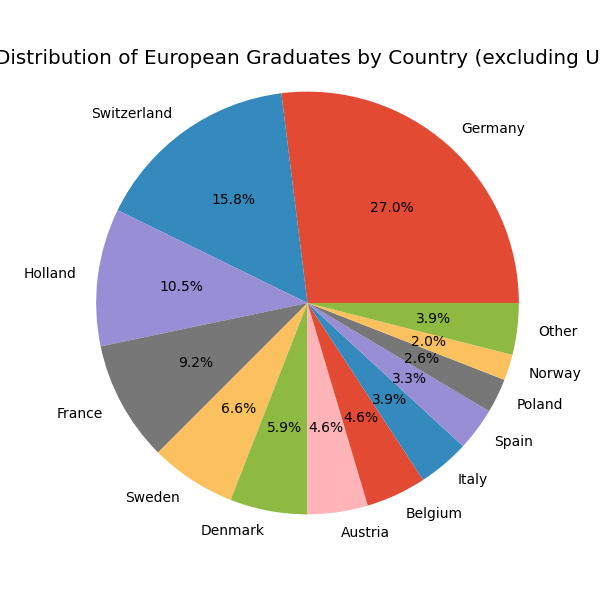 Distribution of European Graduates by Country (excluding U
Switzerland
Germany
15.8%
27.0%
Holland
10.5%
3.9%
Other
2.0%
9.2%
2.6%
Norway
3.3%
Poland
France
6.6%
3.9%
4.6%
5.9%
4.6%
Spain
Italy
Sweden
Belgium
Denmark
Austria